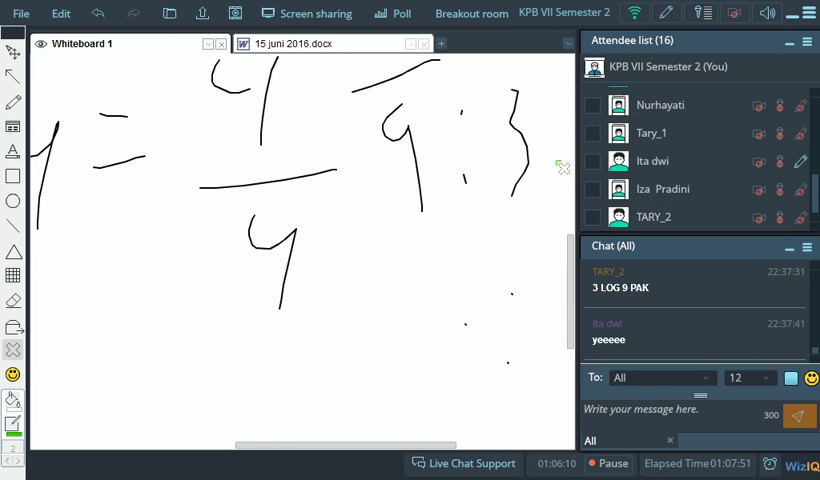 File Edit Screen sharing Poll Breakout room KPB VII Semester 2
Whiteboard 1
15 juni 2016.docx
Attendee list (16)
KPB VII Semester 2 (You)
Nurhayati
Tary_1
Ita dwi
Iza Pradini
TARY_2
Chat (All)
TARY_2 22:37:31
3 LOG 9 PAK
Ita dwi 22:37:41
yeeeee
To: All 12
Write your message here. 300
All
2
Live Chat Support 01:06:10 Pause Elapsed Time 01:07:51 WizIQ